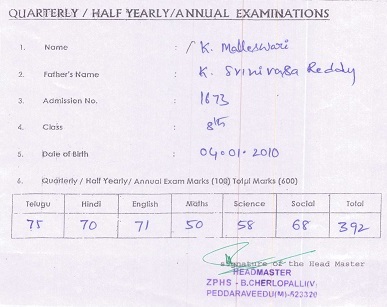 QUARTERLY / HALF YEARLY/ANNUAL EXAMINATIONS
1. Name : K. Malleswari
2. Father's Name : K. Srinivasa Reddy
3. Admission No. : 1673
4. Class : 8th
5. Date of Birth : 04-01-2010
6. Quarterly / Half Yearly/ Annual Exam Marks (100) Total Marks (600)
Telugu Hindi English Maths Science Social Total
75 70 71 50 58 68 392
signature of the Head Master
HEADMASTER
ZPHS - B.CHERLOPALLI(V)
PEDDARAVEEDU(M)-523320